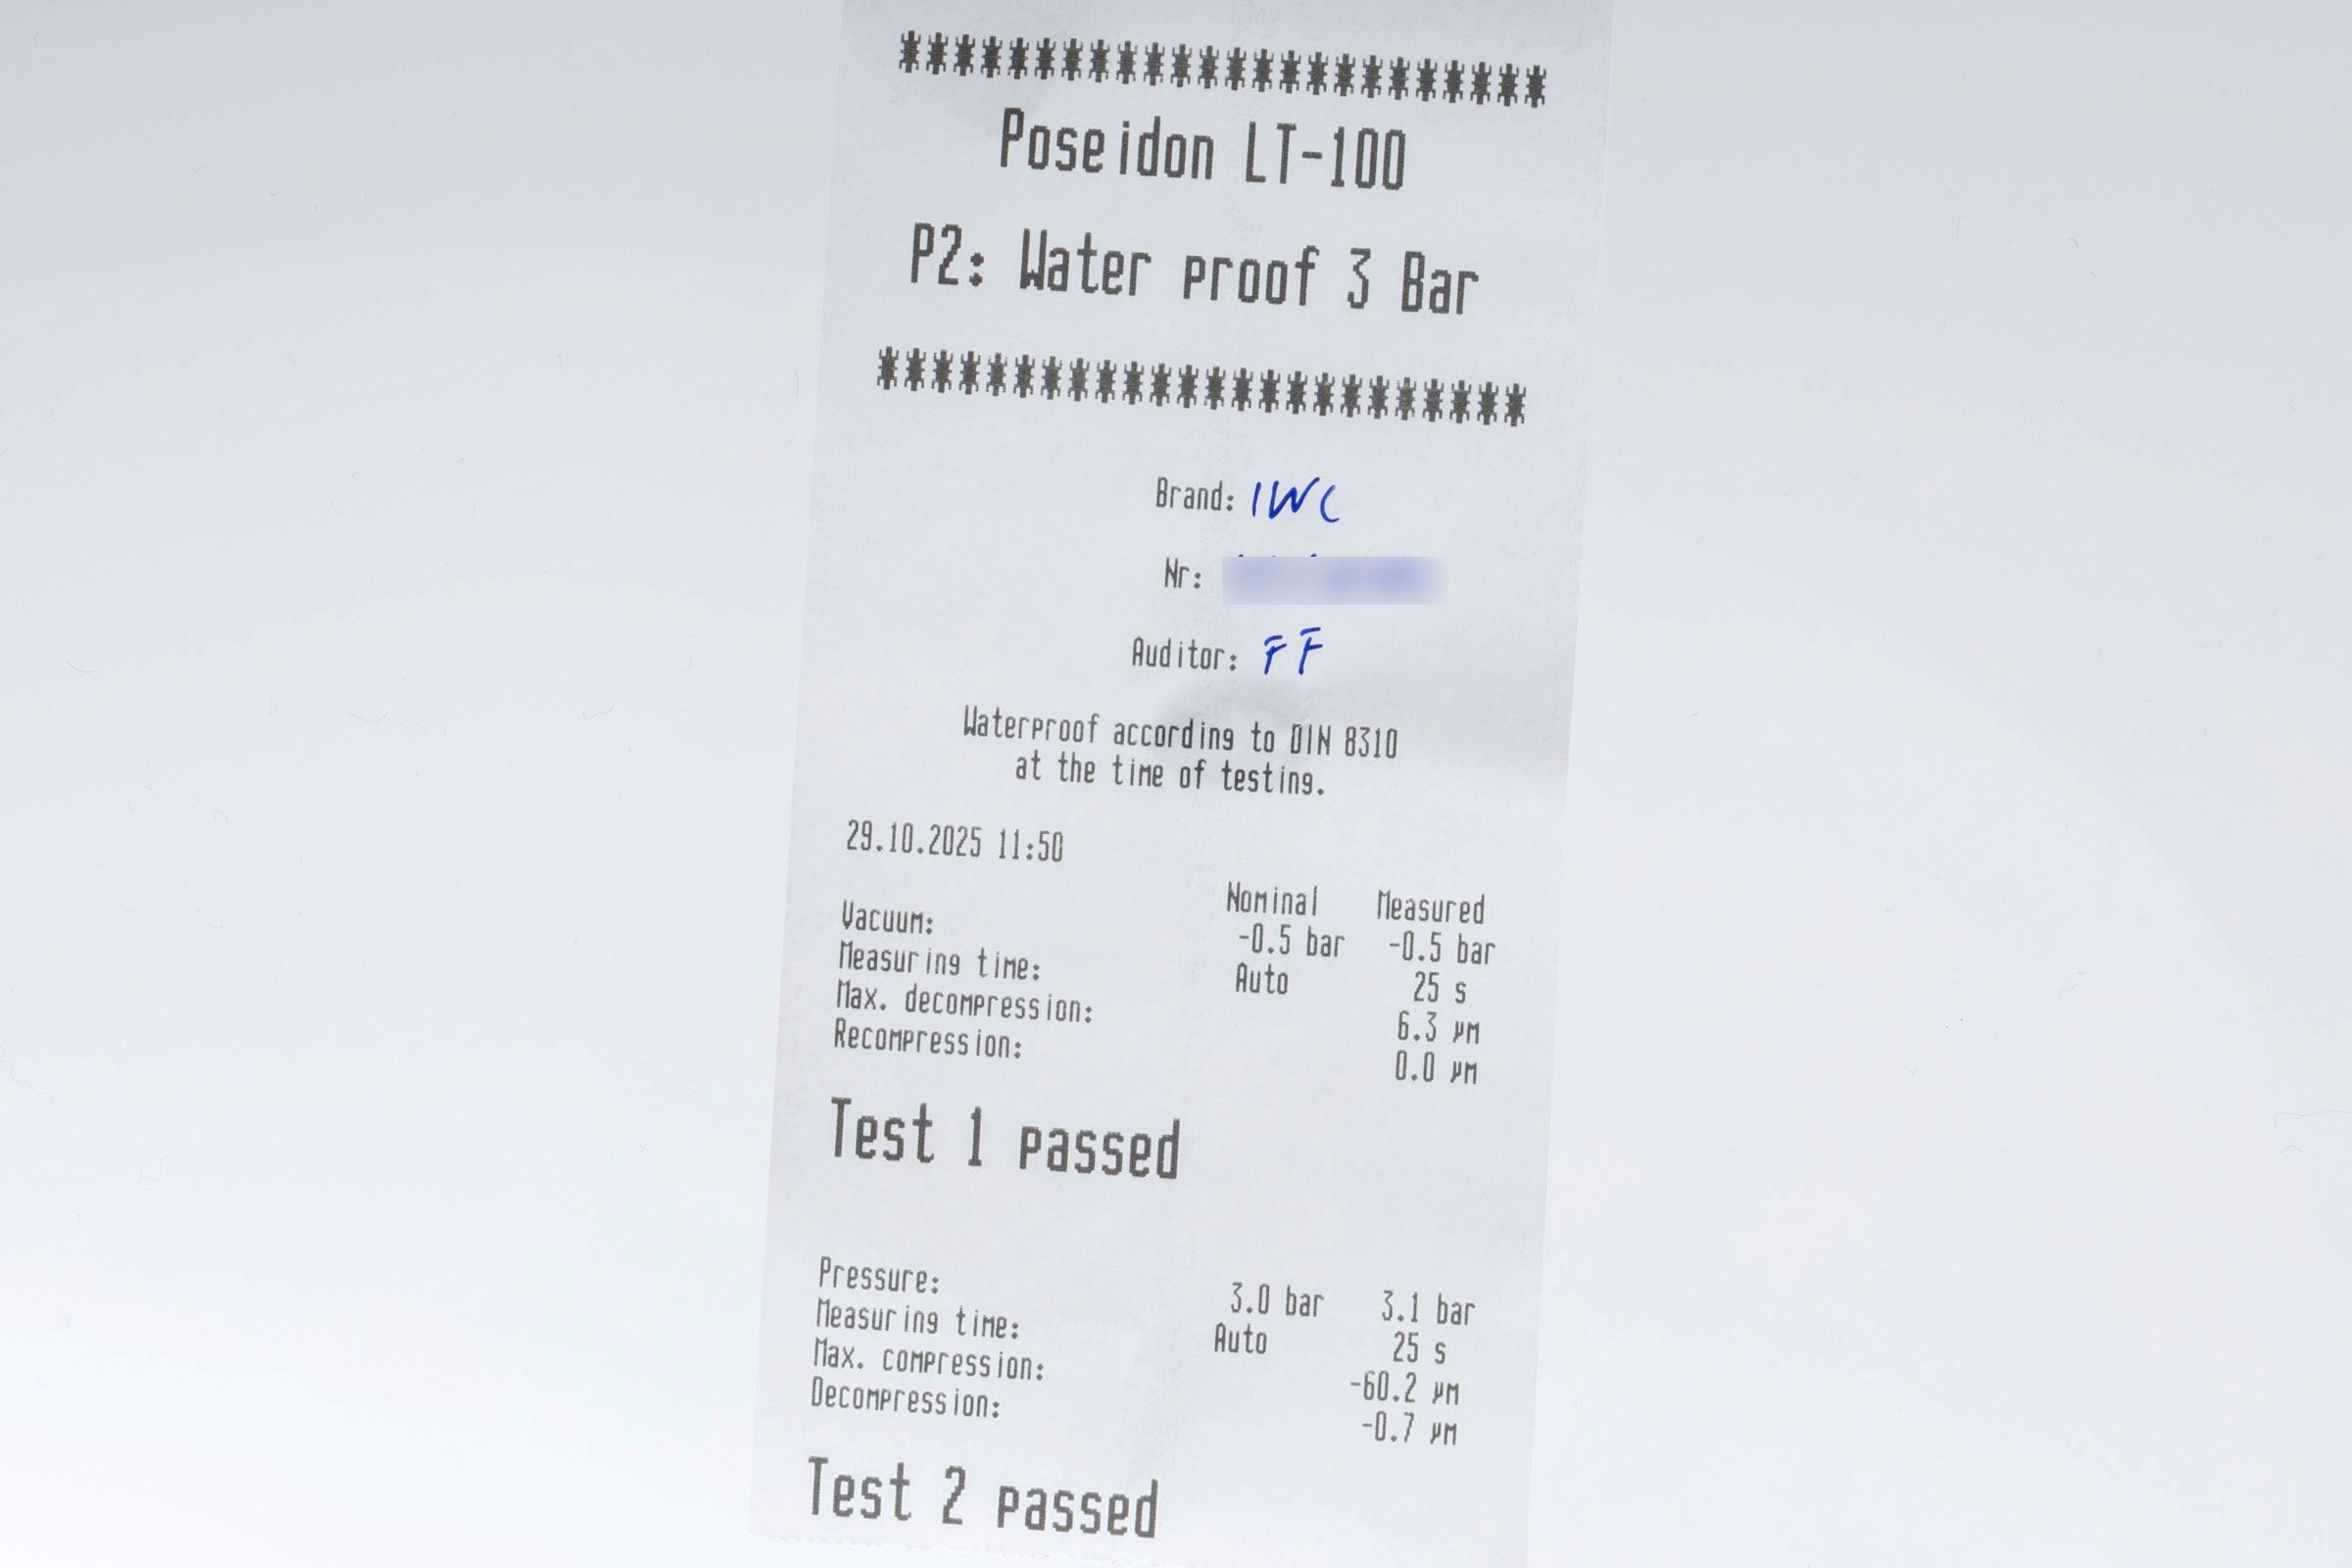 ************************
Poseidon LT-100
P2: Water proof 3 Bar
************************
Brand: IWC
Nr:
Auditor: FF
Waterproof according to DIN 8310
at the time of testing.
29.10.2025 11:50
Nominal Measured
Vacuum: -0.5 bar -0.5 bar
Measuring time: Auto 25 s
Max. decompression: 6.3 µm
Recompression: 0.0 µm
Test 1 passed
Pressure: 3.0 bar 3.1 bar
Measuring time: Auto 25 s
Max. compression: -60.2 µm
Decompression: -0.7 µm
Test 2 passed